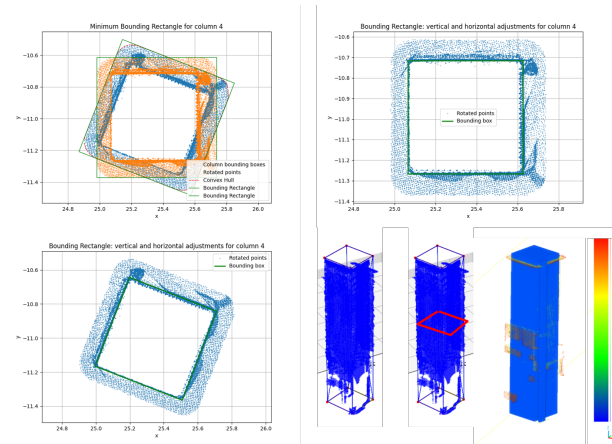 Minimum Bounding Rectangle for column 4
−10.6
−10.8
−11.0
−11.2
−11.4
y
24.8
25.0
25.2
25.4
25.6
25.8
26.0
x
Column bounding boxes
Rotated points
Convex Hull
Bounding Rectangle
Bounding Rectangle
Bounding Rectangle: vertical and horizontal adjustments for column 4
−10.6
−10.7
−10.8
−10.9
−11.0
−11.1
−11.2
−11.3
−11.4
y
24.8
25.0
25.2
25.4
25.6
25.8
x
Rotated points
Bounding box
Bounding Rectangle: vertical and horizontal adjustments for column 4
−10.4
−10.6
−10.8
−11.0
−11.2
−11.4
y
24.8
25.0
25.2
25.4
25.6
25.8
26.0
x
Rotated points
Bounding box